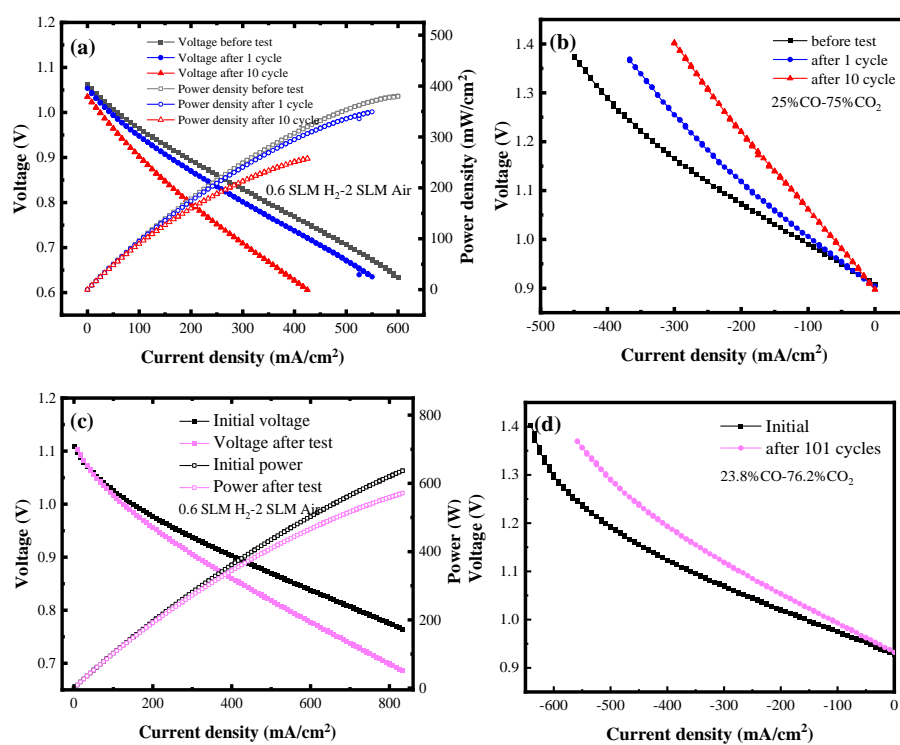 (a)
Voltage before test
Voltage after 1 cycle
Voltage after 10 cycle
Power density before test
Power density after 1 cycle
Power density after 10 cycle
0.6 SLM H₂-2 SLM Air
1.2
1.1
1.0
0.9
0.8
0.7
0.6
Voltage (V)
500
400
300
200
100
0
Power density (mW/cm²)
0 100 200 300 400 500 600
Current density (mA/cm²)
(b)
before test
after 1 cycle
after 10 cycle
25%CO-75%CO₂
1.4
1.3
1.2
1.1
1.0
0.9
Voltage (V)
-500 -400 -300 -200 -100 0
Current density (mA/cm²)
(c)
Initial voltage
Voltage after test
Initial power
Power after test
0.6 SLM H₂-2 SLM Air
1.2
1.1
1.0
0.9
0.8
0.7
Voltage (V)
800
600
400
200
0
Power (W)
0 200 400 600 800
Current density (mA/cm²)
(d)
Initial
after 101 cycles
23.8%CO-76.2%CO₂
1.4
1.3
1.2
1.1
1.0
0.9
Voltage (V)
-600 -500 -400 -300 -200 -100 0
Current density (mA/cm²)